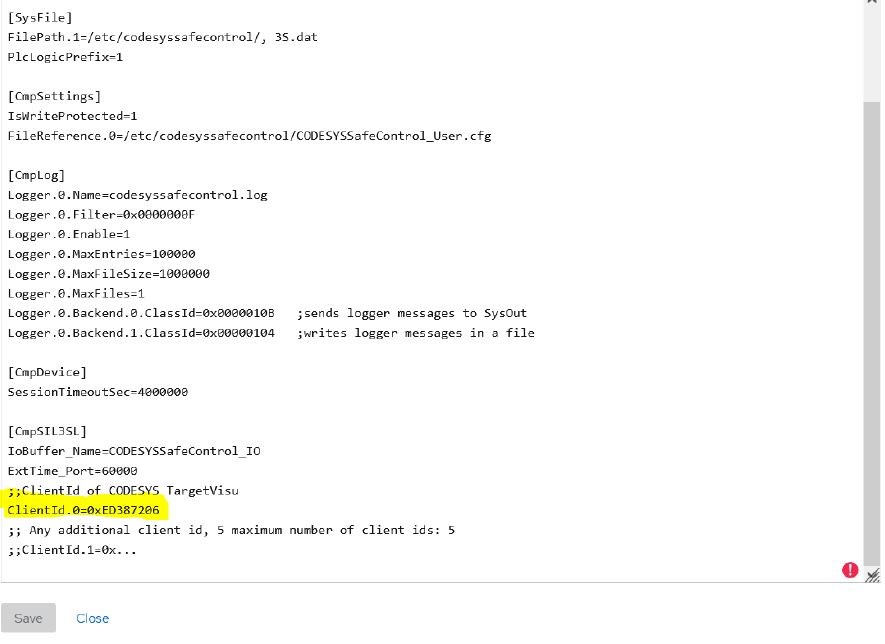 [SysFile]
FilePath.1=/etc/codesyssafecontrol/, 3S.dat
PlcLogicPrefix=1
[CmpSettings]
IsWriteProtected=1
FileReference.0=/etc/codesyssafecontrol/CODESYSSafeControl_User.cfg
[CmpLog]
Logger.0.Name=codesyssafecontrol.log
Logger.0.Filter=0x0000000F
Logger.0.Enable=1
Logger.0.MaxEntries=100000
Logger.0.MaxFileSize=1000000
Logger.0.MaxFiles=1
Logger.0.Backend.0.ClassId=0x0000010B   ;sends logger messages to SysOut
Logger.0.Backend.1.ClassId=0x00000104   ;writes logger messages in a file
[CmpDevice]
SessionTimeoutSec=4000000
[CmpSIL3SL]
IoBuffer_Name=CODESYSSafeControl_IO
ExtTime_Port=60000
;;ClientId of CODESYS TargetVisu
ClientId.0=0xED387206
;; Any additional client id, 5 maximum number of client ids: 5
;;ClientId.1=0x...
Save Close